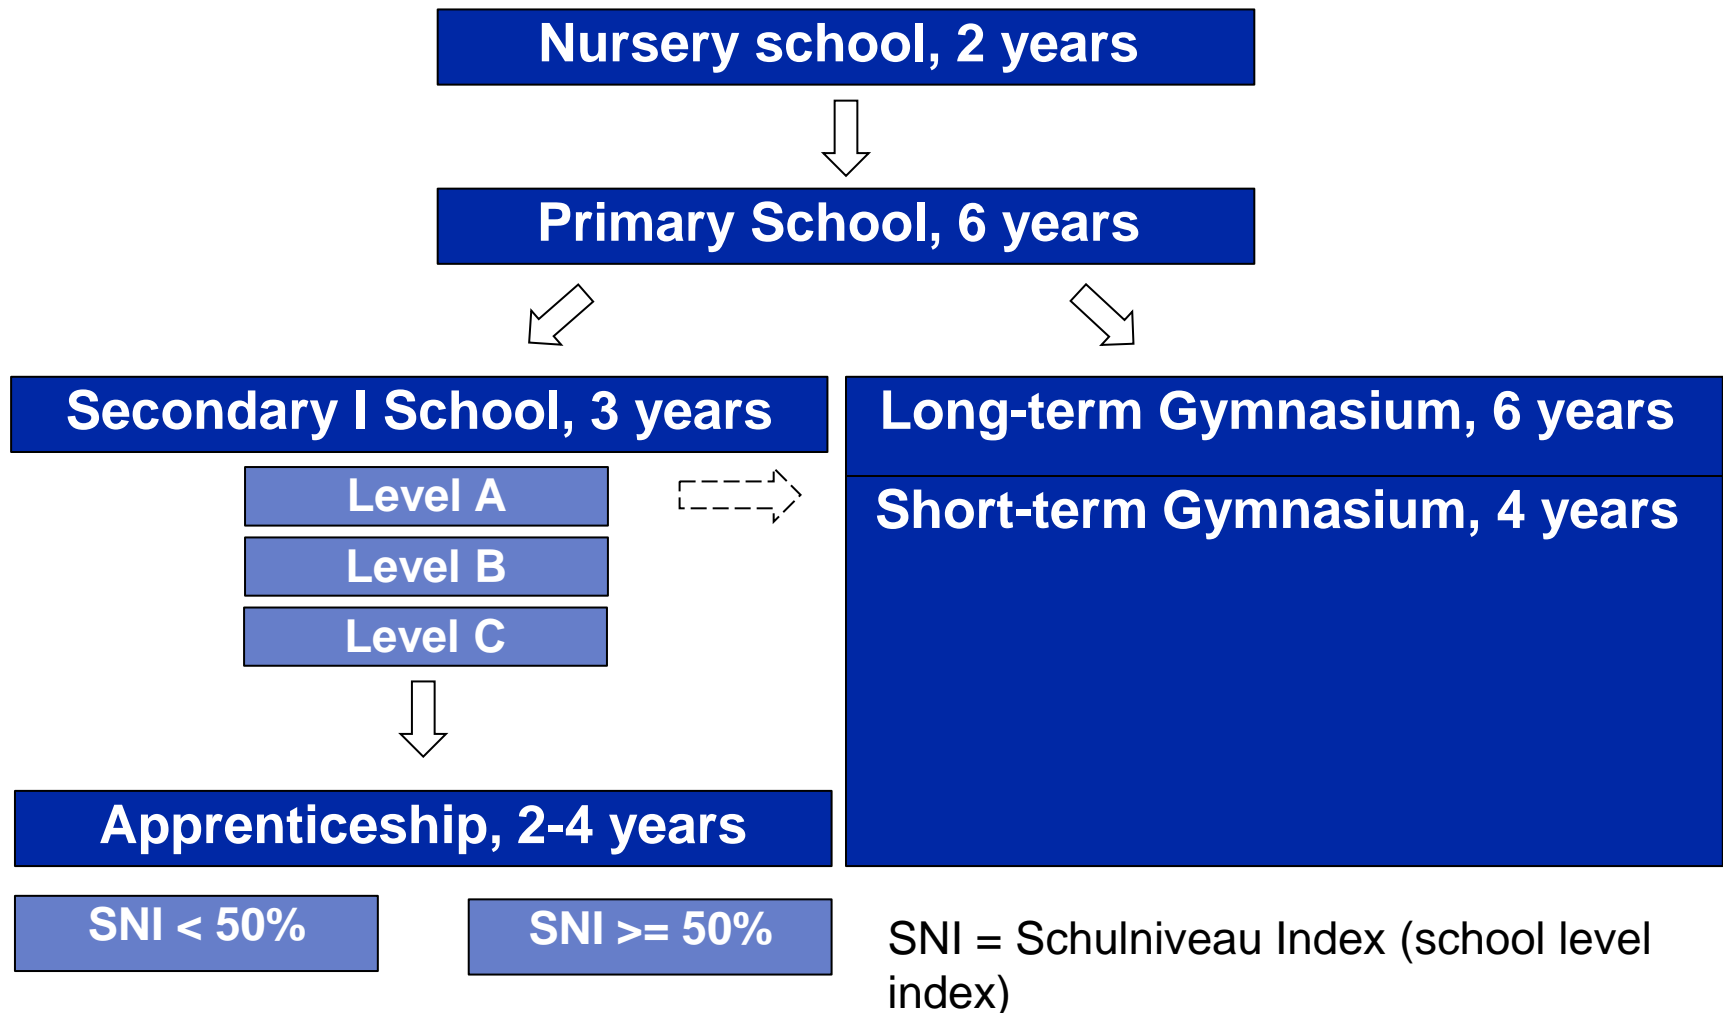 Nursery school, 2 years
Primary School, 6 years
Secondary I School, 3 years
Long-term Gymnasium, 6 years
Level A
Short-term Gymnasium, 4 years
Level B
Level C
Apprenticeship, 2-4 years
SNI < 50%
SNI >= 50%
SNI = Schulniveau Index (school level
index)